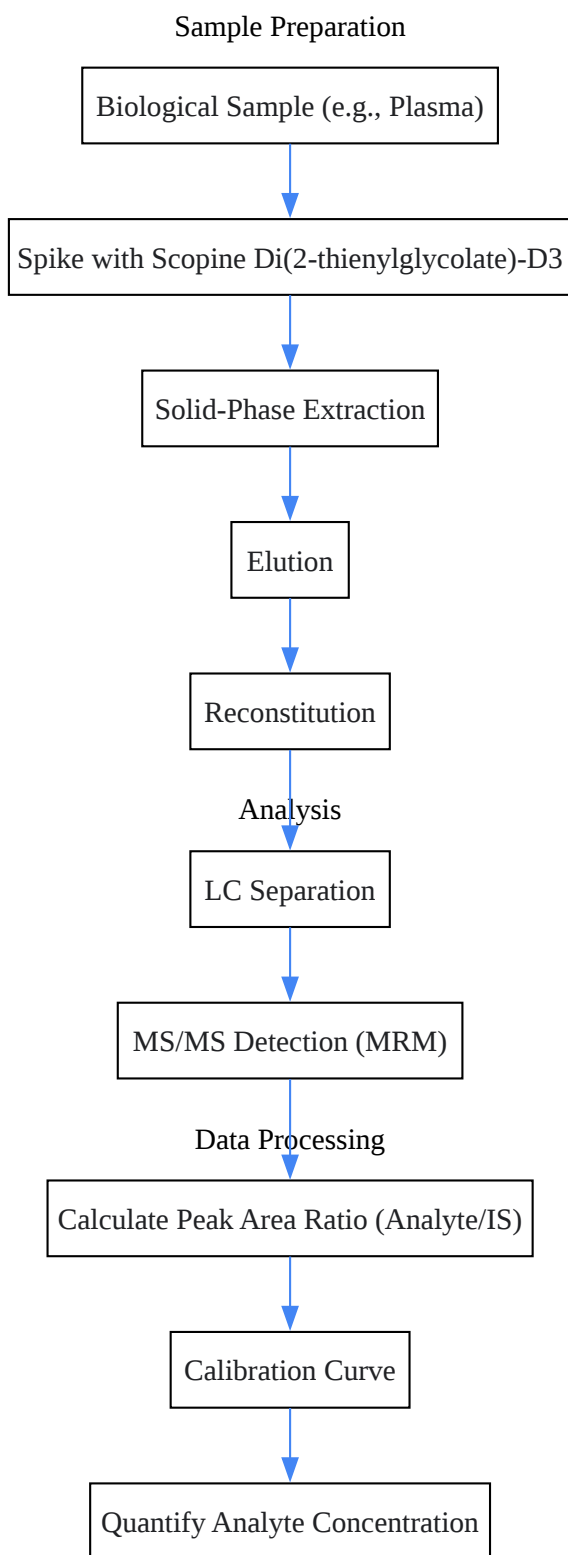 Sample Preparation
Biological Sample (e.g., Plasma)
Spike with Scopine Di(2-thienylglycolate)-D3
Solid-Phase Extraction
Elution
Reconstitution
Analysis
LC Separation
MS/MS Detection (MRM)
Data Processing
Calculate Peak Area Ratio (Analyte/IS)
Calibration Curve
Quantify Analyte Concentration